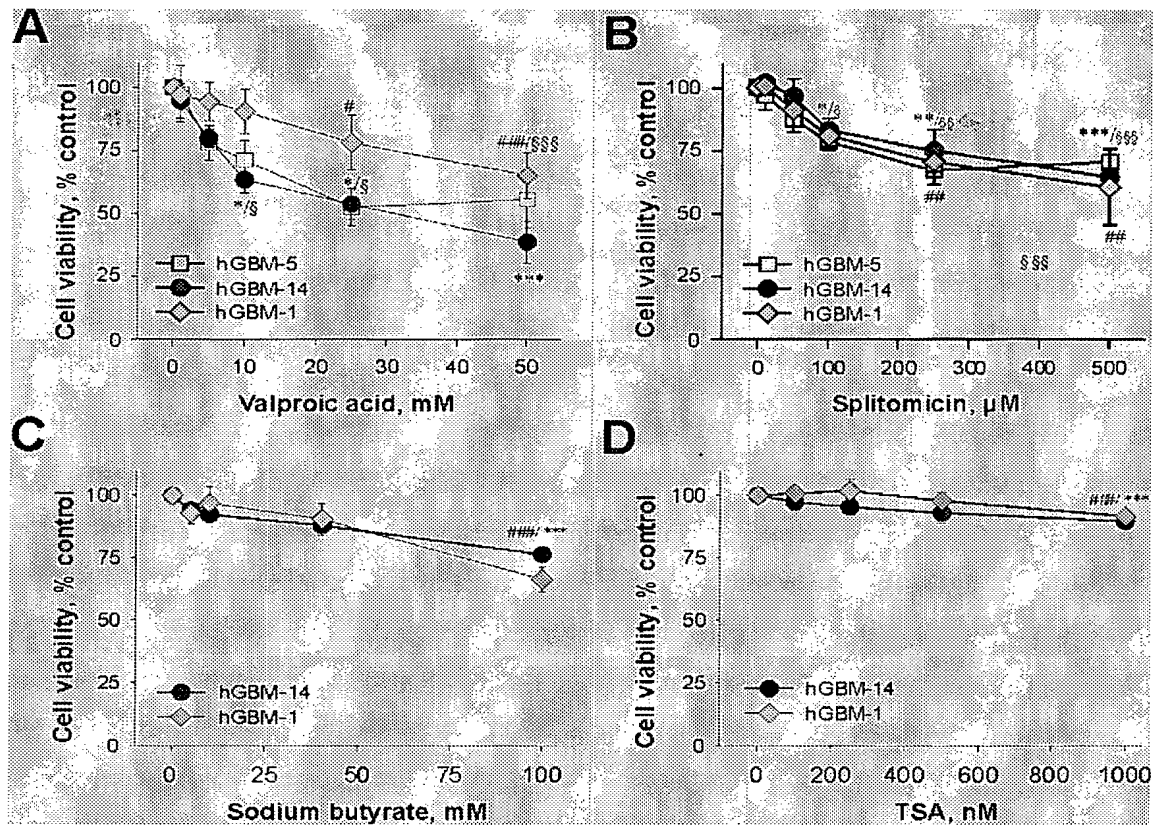 A
Cell viability, % control
100
75
50
25
0
#
###/§§§
*/§
*/§
***
hGBM-5
hGBM-14
hGBM-1
0 10 20 30 40 50
Valproic acid, mM
B
Cell viability, % control
100
75
50
25
0
*/§
**/§§
***/§§§
##
##
§§§
hGBM-5
hGBM-14
hGBM-1
0 100 200 300 400 500
Splitomicin, µM
C
Cell viability, % control
100
75
50
25
0
###/***
hGBM-14
hGBM-1
0 25 50 75 100
Sodium butyrate, mM
D
Cell viability, % control
100
75
50
25
0
###/***
hGBM-14
hGBM-1
0 200 400 600 800 1000
TSA, nM